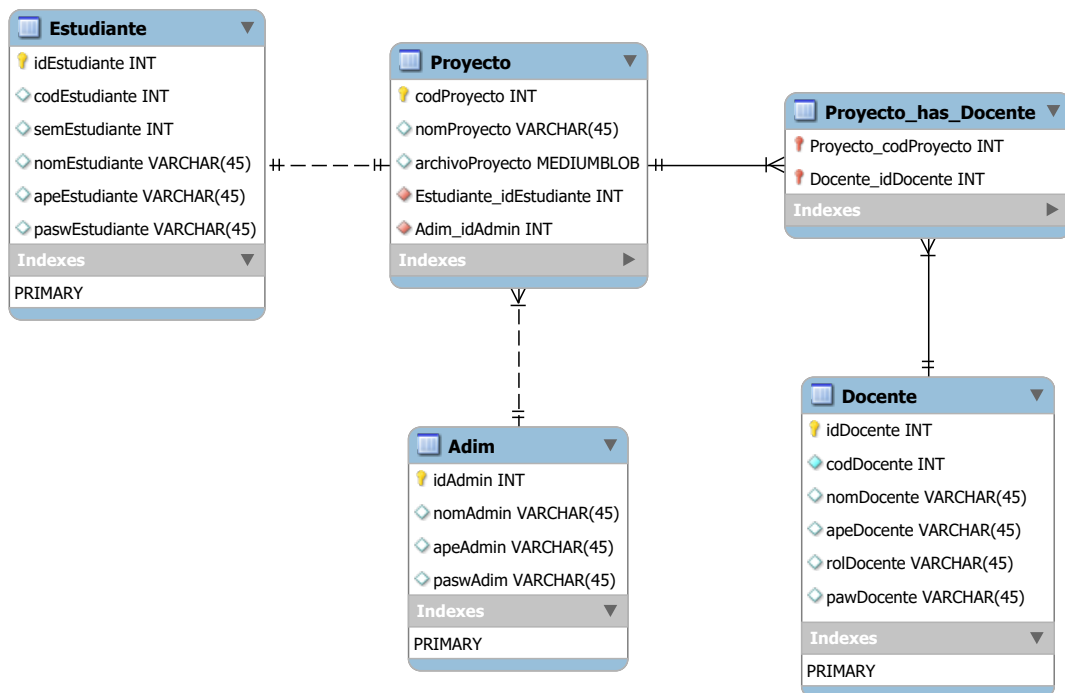 Estudiante
idEstudiante INT
codEstudiante INT
semEstudiante INT
nomEstudiante VARCHAR(45)
apeEstudiante VARCHAR(45)
paswEstudiante VARCHAR(45)
Indexes
PRIMARY
Proyecto
codProyecto INT
nomProyecto VARCHAR(45)
archivoProyecto MEDIUMBLOB
Estudiante_idEstudiante INT
Adim_idAdmin INT
Indexes
Proyecto_has_Docente
Proyecto_codProyecto INT
Docente_idDocente INT
Indexes
Adim
idAdmin INT
nomAdmin VARCHAR(45)
apeAdmin VARCHAR(45)
paswAdim VARCHAR(45)
Indexes
PRIMARY
Docente
idDocente INT
codDocente INT
nomDocente VARCHAR(45)
apeDocente VARCHAR(45)
rolDocente VARCHAR(45)
pawDocente VARCHAR(45)
Indexes
PRIMARY